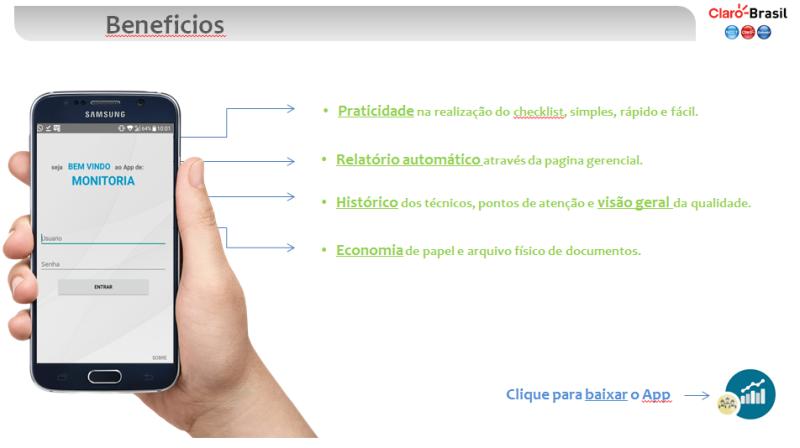 Beneficios
Claro-Brasil
SAMSUNG
64% 10:01
seja BEM VINDO ao App de:
MONITORIA
Usuario
Senha
ENTRAR
SOBRE
• Praticidade na realização do checklist, simples, rápido e fácil.
• Relatório automático através da pagina gerencial.
• Histórico dos técnicos, pontos de atenção e visão geral da qualidade.
• Economia de papel e arquivo físico de documentos.
Clique para baixar o App